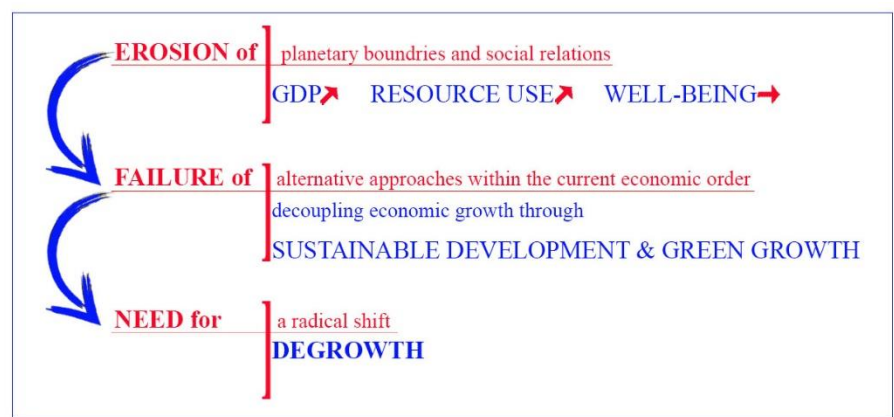 EROSION of planetary boundries and social relations
GDP RESOURCE USE WELL-BEING
FAILURE of alternative approaches within the current economic order
decoupling economic growth through
SUSTAINABLE DEVELOPMENT & GREEN GROWTH
NEED for a radical shift
DEGROWTH